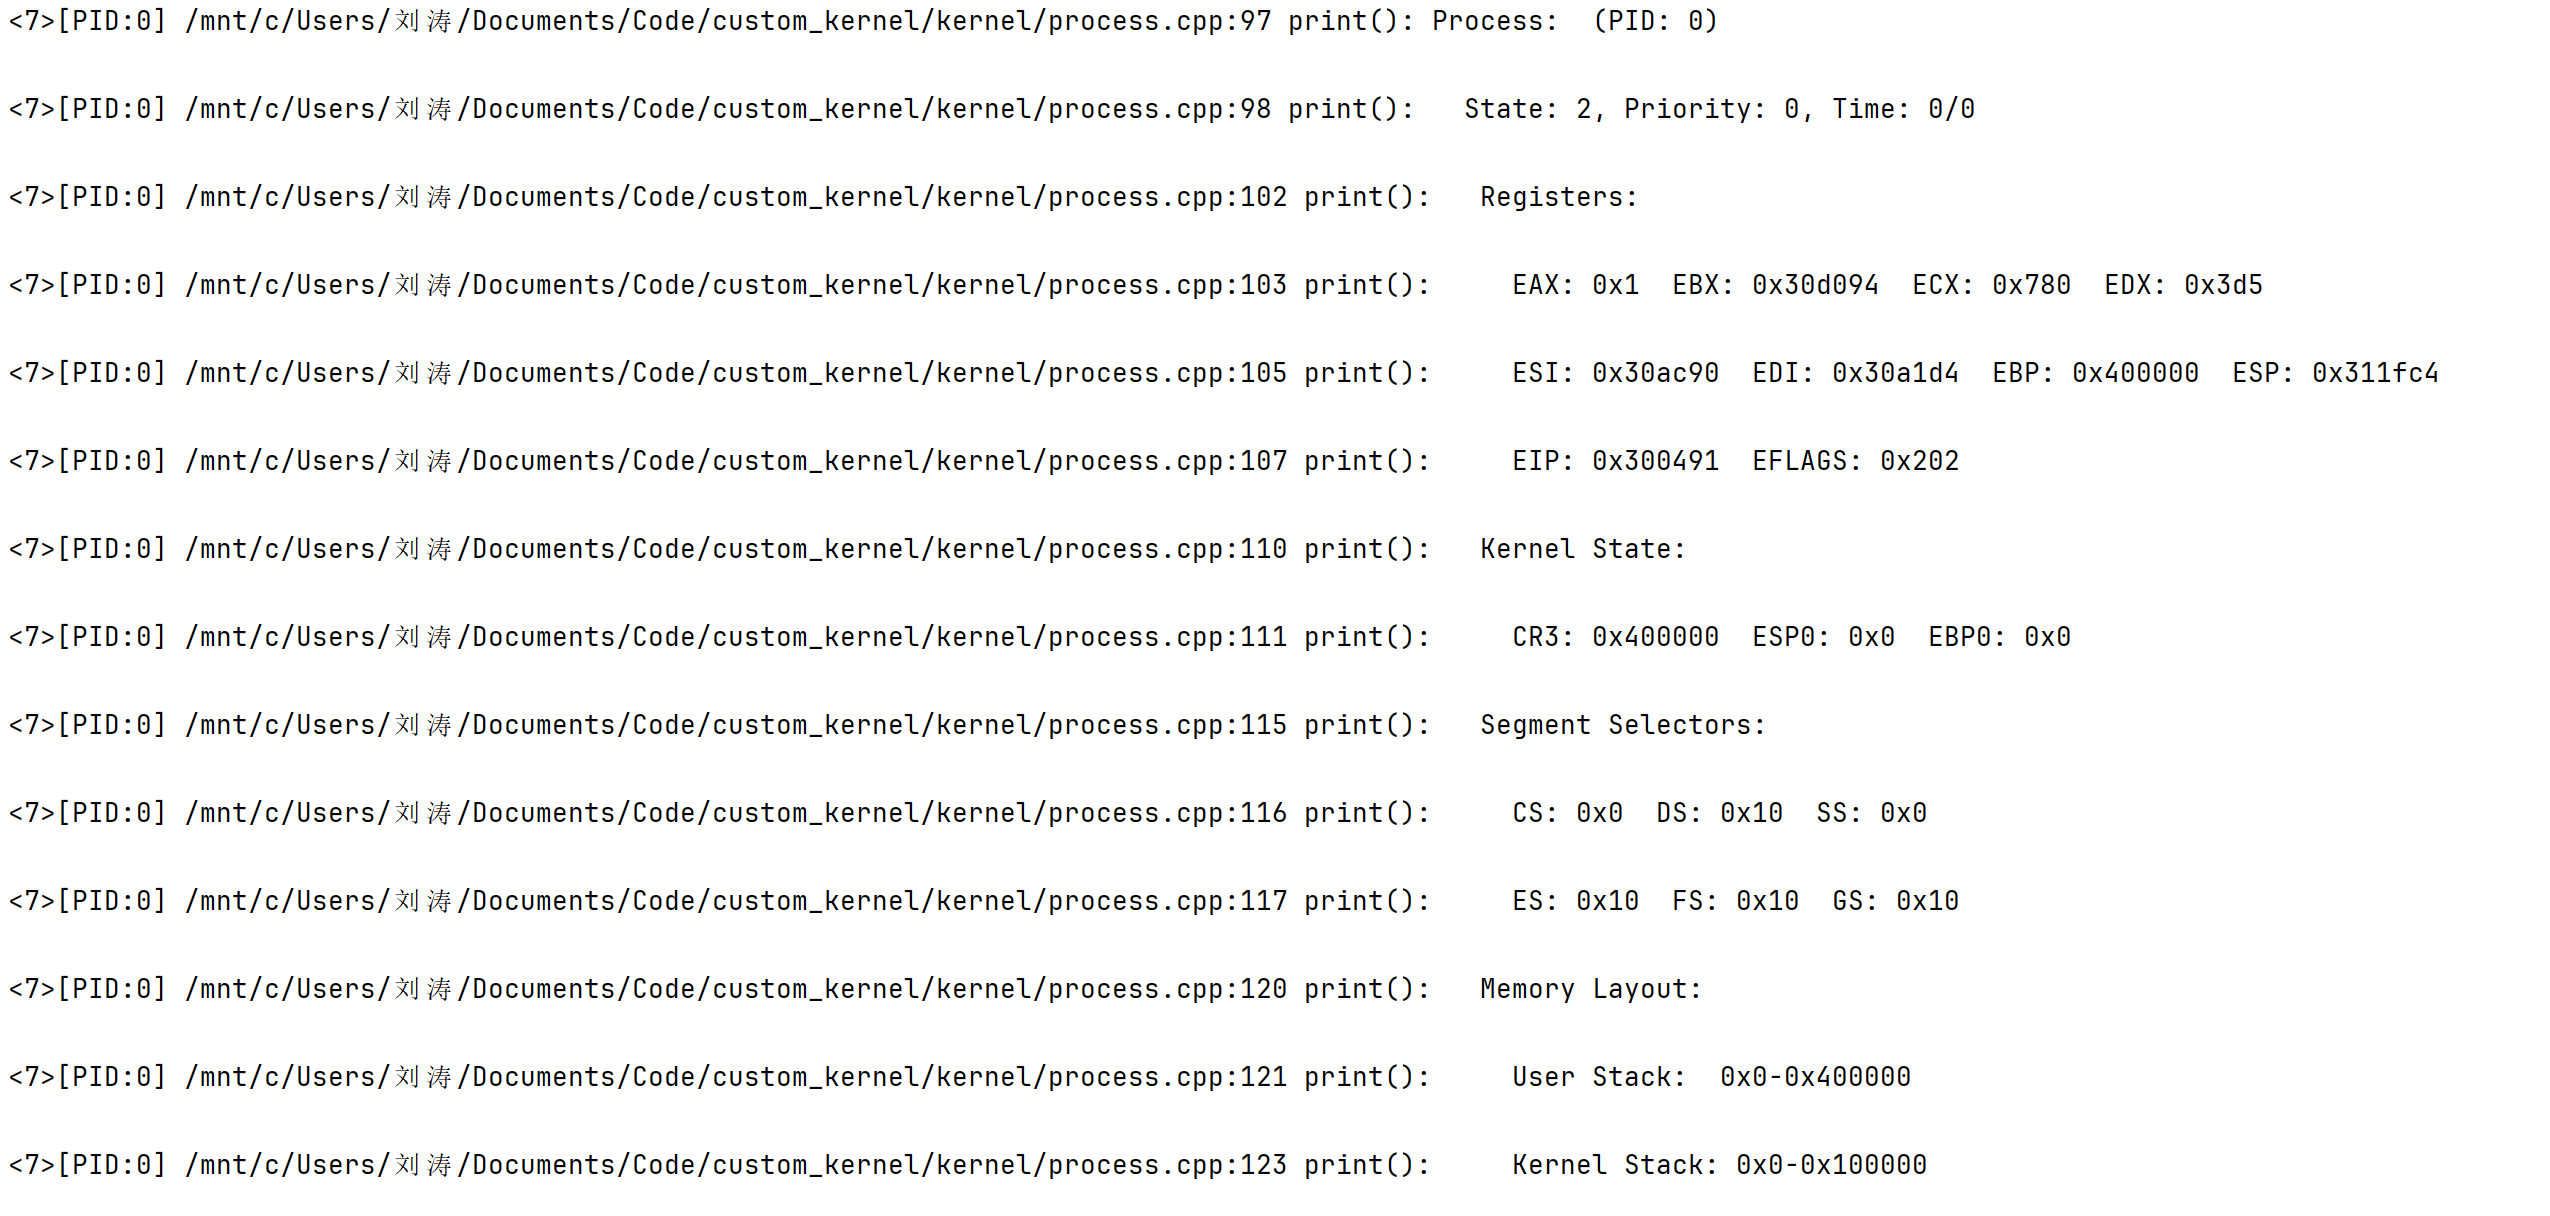 <7>[PID:0] /mnt/c/Users/刘涛/Documents/Code/custom_kernel/kernel/process.cpp:97 print(): Process:  (PID: 0)
<7>[PID:0] /mnt/c/Users/刘涛/Documents/Code/custom_kernel/kernel/process.cpp:98 print():   State: 2, Priority: 0, Time: 0/0
<7>[PID:0] /mnt/c/Users/刘涛/Documents/Code/custom_kernel/kernel/process.cpp:102 print():   Registers:
<7>[PID:0] /mnt/c/Users/刘涛/Documents/Code/custom_kernel/kernel/process.cpp:103 print():     EAX: 0x1  EBX: 0x30d094  ECX: 0x780  EDX: 0x3d5
<7>[PID:0] /mnt/c/Users/刘涛/Documents/Code/custom_kernel/kernel/process.cpp:105 print():     ESI: 0x30ac90  EDI: 0x30a1d4  EBP: 0x400000  ESP: 0x311fc4
<7>[PID:0] /mnt/c/Users/刘涛/Documents/Code/custom_kernel/kernel/process.cpp:107 print():     EIP: 0x300491  EFLAGS: 0x202
<7>[PID:0] /mnt/c/Users/刘涛/Documents/Code/custom_kernel/kernel/process.cpp:110 print():   Kernel State:
<7>[PID:0] /mnt/c/Users/刘涛/Documents/Code/custom_kernel/kernel/process.cpp:111 print():     CR3: 0x400000  ESP0: 0x0  EBP0: 0x0
<7>[PID:0] /mnt/c/Users/刘涛/Documents/Code/custom_kernel/kernel/process.cpp:115 print():   Segment Selectors:
<7>[PID:0] /mnt/c/Users/刘涛/Documents/Code/custom_kernel/kernel/process.cpp:116 print():     CS: 0x0  DS: 0x10  SS: 0x0
<7>[PID:0] /mnt/c/Users/刘涛/Documents/Code/custom_kernel/kernel/process.cpp:117 print():     ES: 0x10  FS: 0x10  GS: 0x10
<7>[PID:0] /mnt/c/Users/刘涛/Documents/Code/custom_kernel/kernel/process.cpp:120 print():   Memory Layout:
<7>[PID:0] /mnt/c/Users/刘涛/Documents/Code/custom_kernel/kernel/process.cpp:121 print():     User Stack:  0x0-0x400000
<7>[PID:0] /mnt/c/Users/刘涛/Documents/Code/custom_kernel/kernel/process.cpp:123 print():     Kernel Stack: 0x0-0x100000